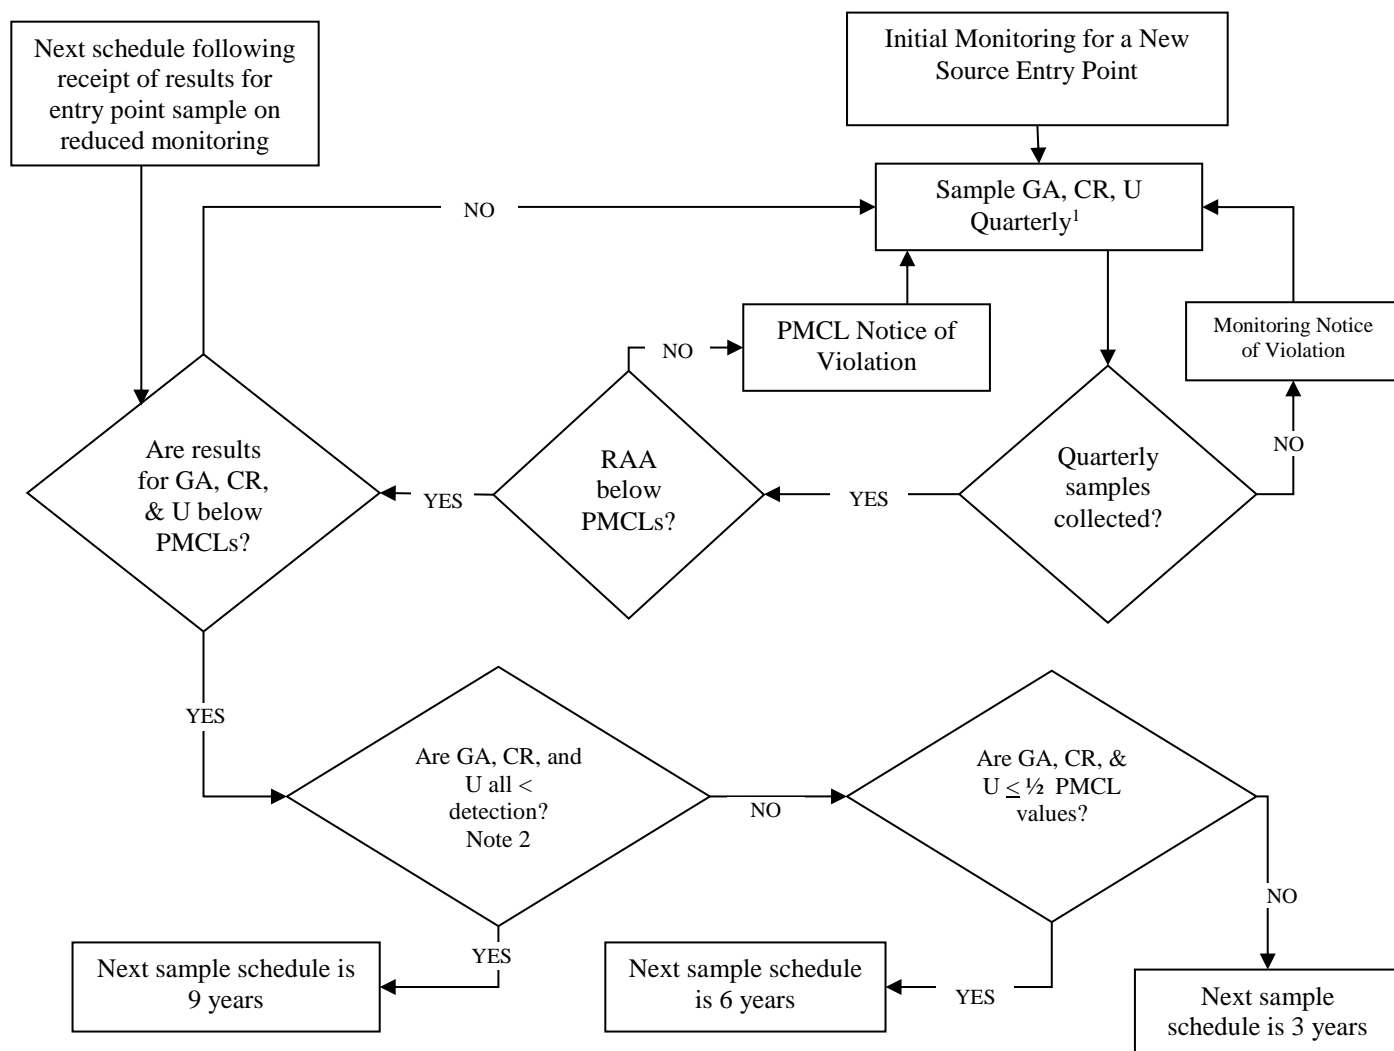 Next schedule following
receipt of results for
entry point sample on
reduced monitoring
Initial Monitoring for a New
Source Entry Point
Sample GA, CR, U
Quarterly¹
NO
PMCL Notice of
Violation
Monitoring Notice
of Violation
NO
NO
Are results
for GA, CR,
& U below
PMCLs?
YES
RAA
below
PMCLs?
YES
Quarterly
samples
collected?
YES
Are GA, CR, and
U all <
detection?
Note 2
NO
Are GA, CR, &
U ≤ ½ PMCL
values?
NO
YES
Next sample schedule is
9 years
Next sample schedule
is 6 years
YES
Next sample
schedule is 3 years